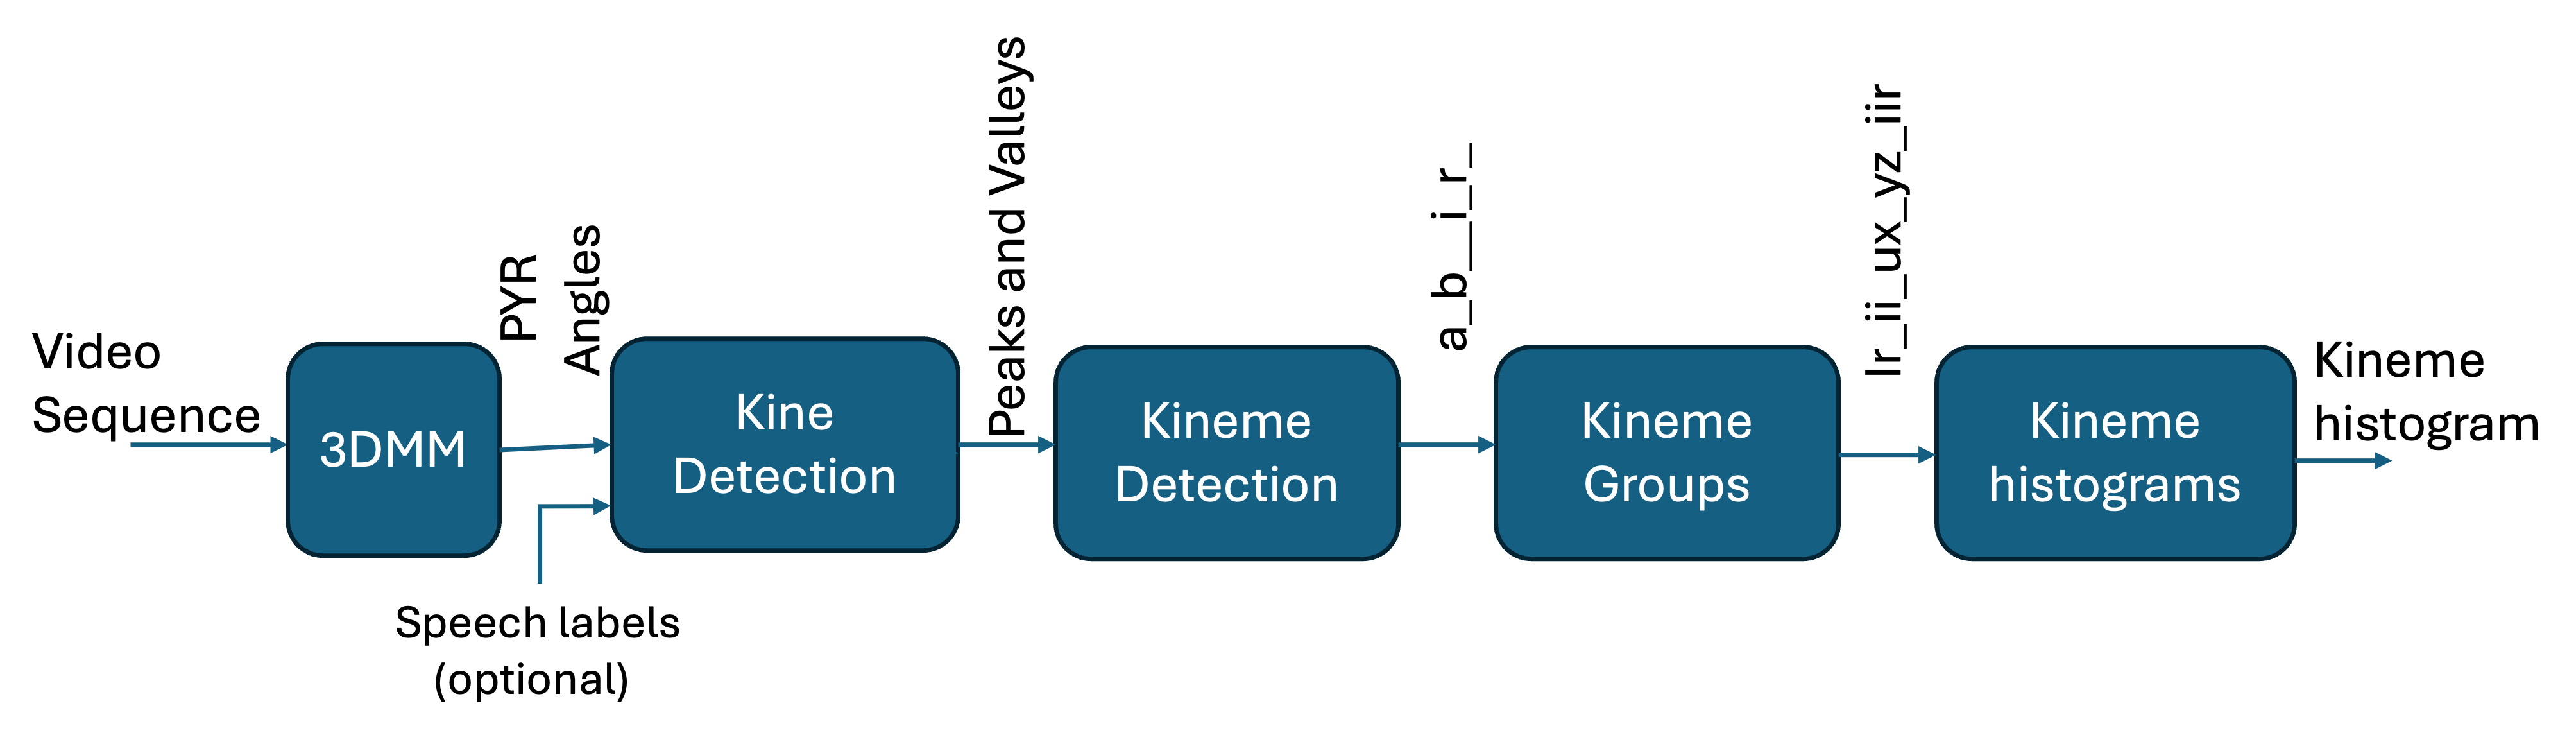 Video
Sequence
3DMM
PYR
Angles
Speech labels
(optional)
Kine
Detection
Peaks and Valleys
Kineme
Detection
a_b__i_r_
Kineme
Groups
Ir_ii_ux_yz_iir
Kineme
histograms
Kineme
histogram